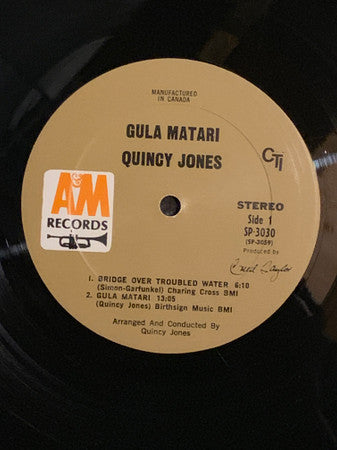 MANUFACTURED
IN CANADA
GULA MATARI
QUINCY JONES
CTI
A&M
RECORDS
STEREO
Side 1
SP-3030
(SP-3059)
Produced by
Creed Taylor
1. BRIDGE OVER TROUBLED WATER 6:10
(Simon-Garfunkel) Charing Cross BMI
2. GULA MATARI 13:05
(Quincy Jones) Birthsign Music BMI
Arranged And Conducted By
Quincy Jones